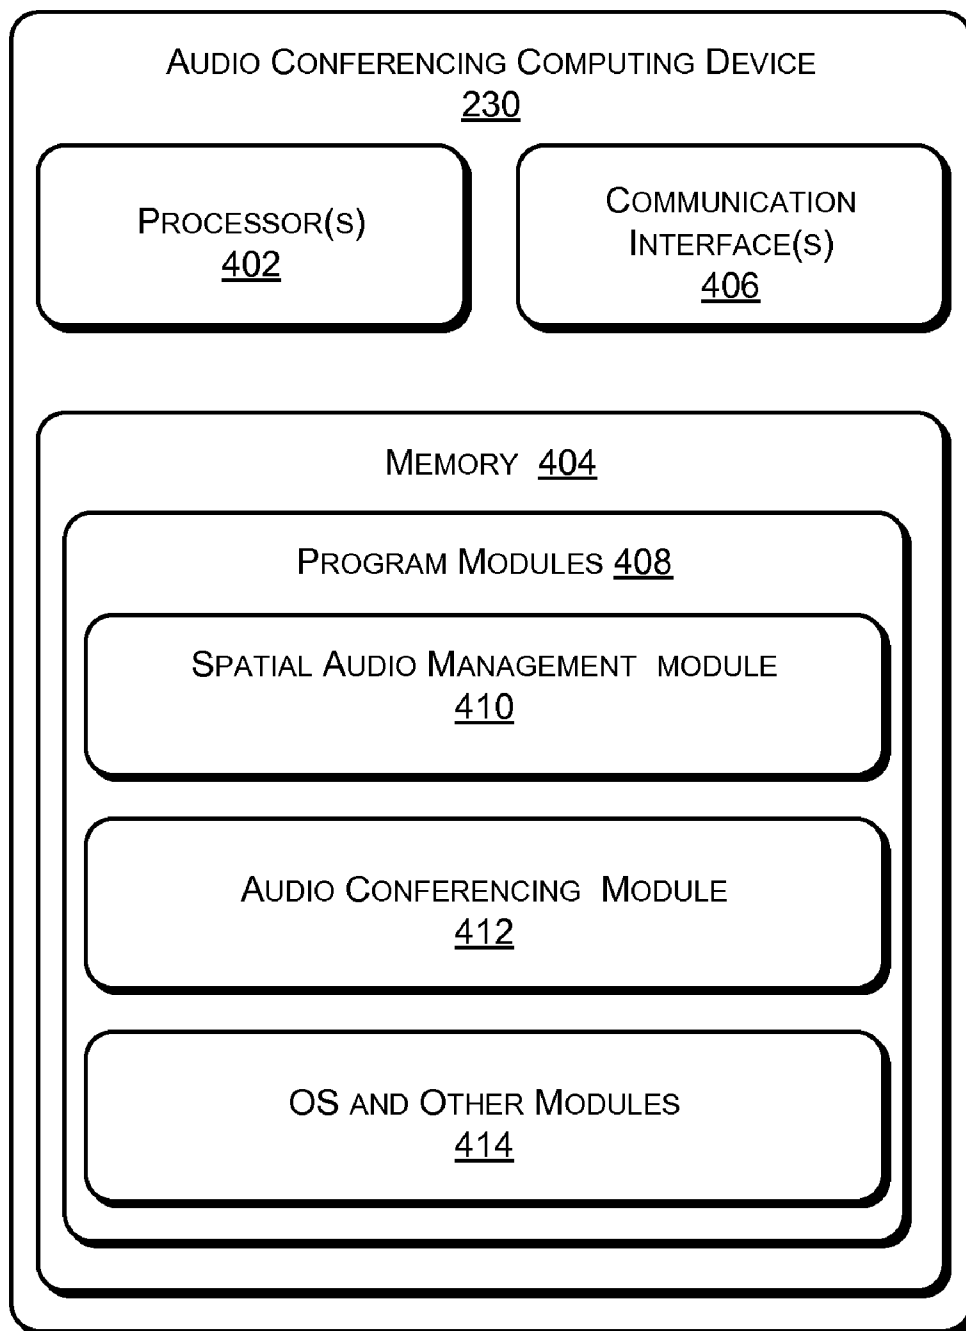 AUDIO CONFERENCING COMPUTING DEVICE
230
PROCESSOR(S)
402
COMMUNICATION
INTERFACE(S)
406
MEMORY 404
PROGRAM MODULES 408
SPATIAL AUDIO MANAGEMENT MODULE
410
AUDIO CONFERENCING MODULE
412
OS AND OTHER MODULES
414